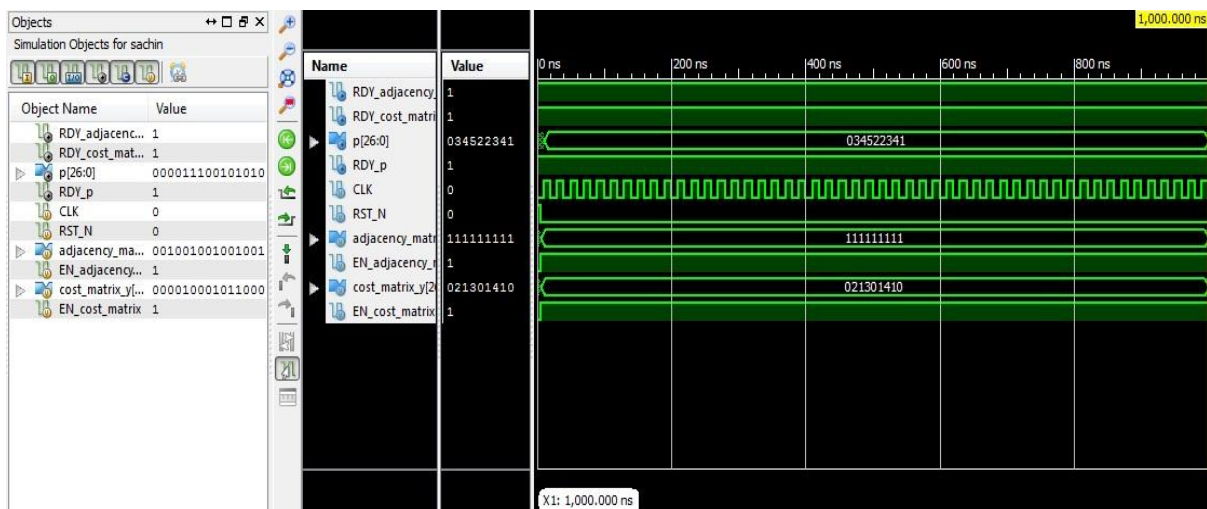 Objects
Simulation Objects for sachin
Object Name Value
RDY_adjacenc... 1
RDY_cost_mat... 1
p[26:0] 000011100101010
RDY_p 1
CLK 0
RST_N 0
adjacency_ma... 001001001001001
EN_adjacency... 1
cost_matrix_y[... 000010001011000
EN_cost_matrix 1
Name Value
RDY_adjacency_ 1
RDY_cost_matri 1
p[26:0] 034522341
RDY_p 1
CLK 0
RST_N 0
adjacency_matr 111111111
EN_adjacency_r 1
cost_matrix_y[2 021301410
EN_cost_matrix 1
1,000.000 ns
0 ns 200 ns 400 ns 600 ns 800 ns
034522341
111111111
021301410
X1: 1,000.000 ns